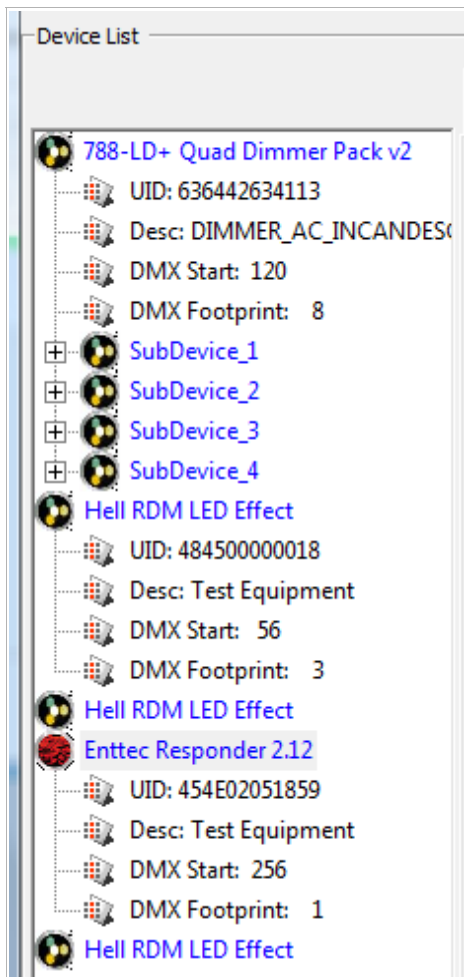 Device List
788-LD+ Quad Dimmer Pack v2
UID: 636442634113
Desc: DIMMER_AC_INCANDESC
DMX Start: 120
DMX Footprint: 8
SubDevice_1
SubDevice_2
SubDevice_3
SubDevice_4
Hell RDM LED Effect
UID: 484500000018
Desc: Test Equipment
DMX Start: 56
DMX Footprint: 3
Hell RDM LED Effect
Enttec Responder 2.12
UID: 454E02051859
Desc: Test Equipment
DMX Start: 256
DMX Footprint: 1
Hell RDM LED Effect